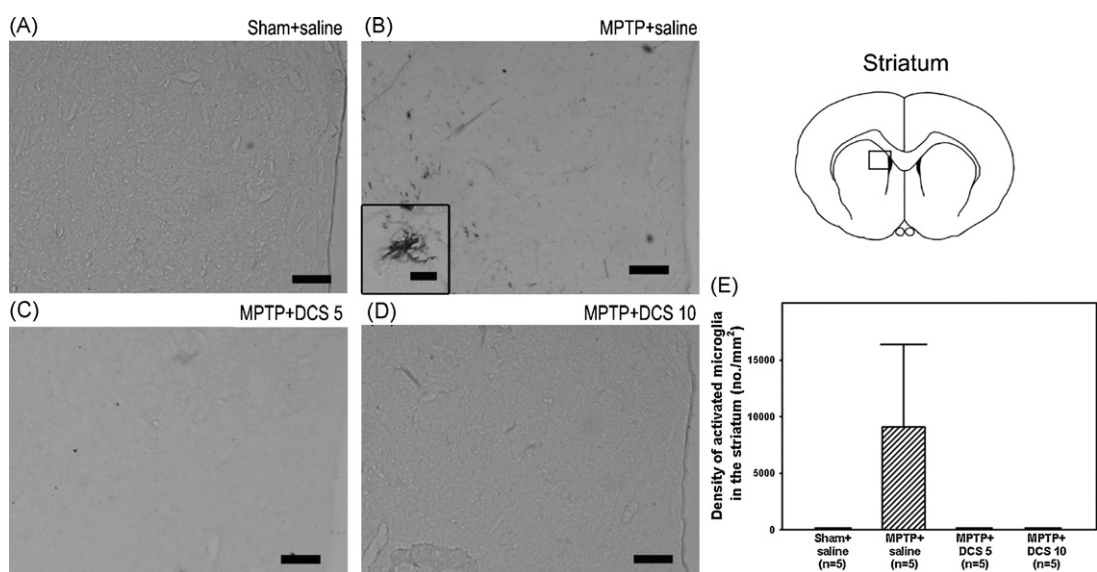 (A)
Sham+saline
(B)
MPTP+saline
Striatum
(C)
MPTP+DCS 5
(D)
MPTP+DCS 10
(E)
Density of activated microglia
in the striatum (no./mm²)
15000
10000
5000
0
Sham+
saline
(n=5)
MPTP+
saline
(n=5)
MPTP+
DCS 5
(n=5)
MPTP+
DCS 10
(n=5)